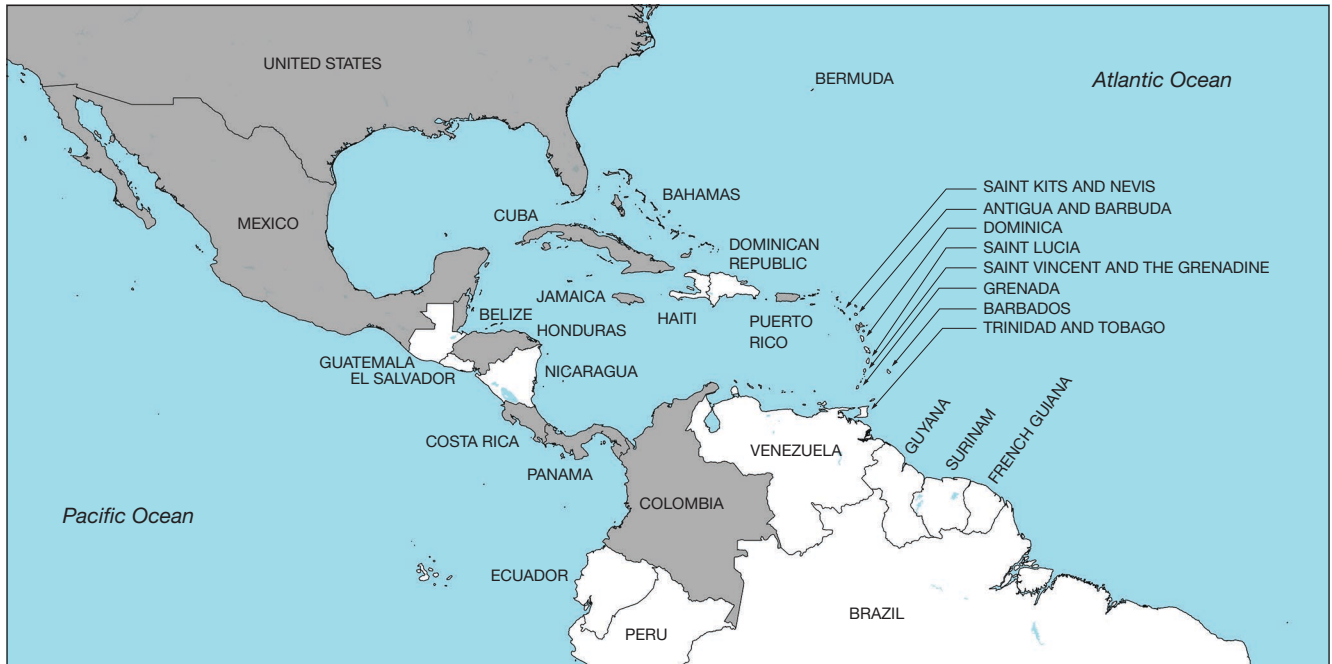 UNITED STATES
BERMUDA
Atlantic Ocean
SAINT KITS AND NEVIS
ANTIGUA AND BARBUDA
DOMINICA
SAINT LUCIA
SAINT VINCENT AND THE GRENADINE
GRENADA
BARBADOS
TRINIDAD AND TOBAGO
BAHAMAS
CUBA
MEXICO
DOMINICAN
REPUBLIC
JAMAICA
HAITI
PUERTO
RICO
BELIZE
HONDURAS
GUATEMALA
EL SALVADOR
NICARAGUA
COSTA RICA
PANAMA
VENEZUELA
GUYANA
SURINAM
FRENCH GUIANA
COLOMBIA
Pacific Ocean
ECUADOR
PERU
BRAZIL